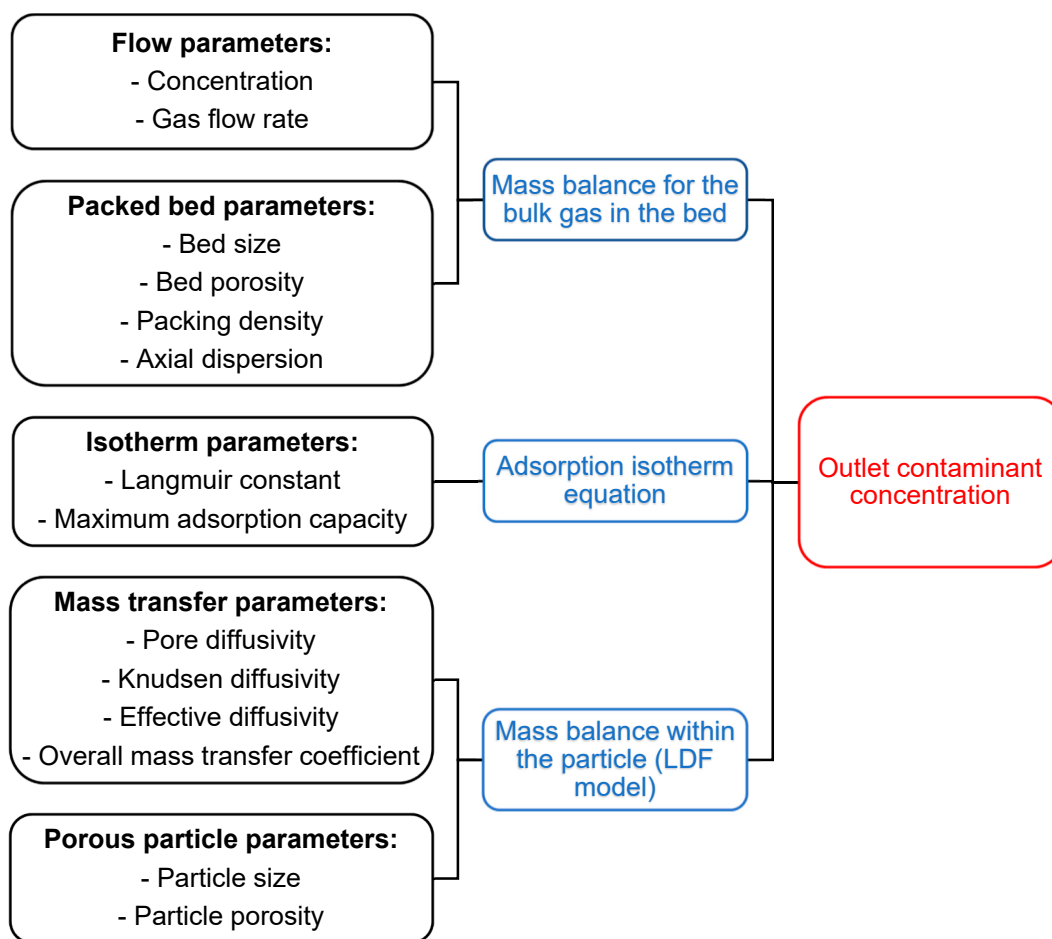 Flow parameters:
- Concentration
- Gas flow rate
Packed bed parameters:
- Bed size
- Bed porosity
- Packing density
- Axial dispersion
Isotherm parameters:
- Langmuir constant
- Maximum adsorption capacity
Mass transfer parameters:
- Pore diffusivity
- Knudsen diffusivity
- Effective diffusivity
- Overall mass transfer coefficient
Porous particle parameters:
- Particle size
- Particle porosity
Mass balance for the
bulk gas in the bed
Adsorption isotherm
equation
Mass balance within
the particle (LDF
model)
Outlet contaminant
concentration